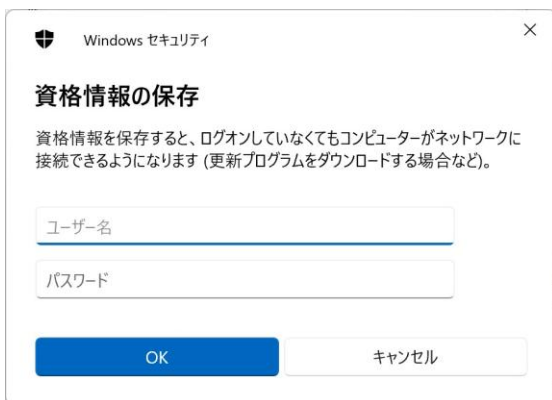 Windows セキュリティ
資格情報の保存
資格情報を保存すると、ログオンしていなくてもコンピューターがネットワークに
接続できるようになります (更新プログラムをダウンロードする場合など)。
ユーザー名
パスワード
OK
キャンセル